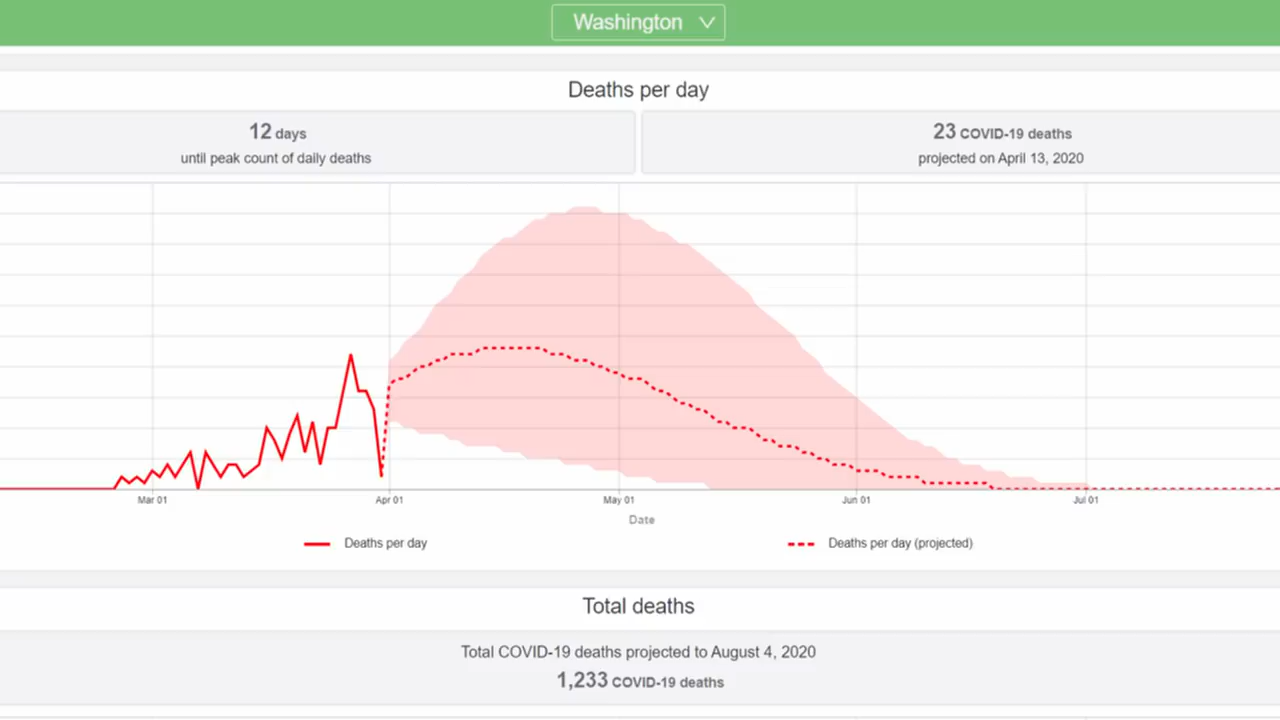 Washington
Deaths per day
12 days
until peak count of daily deaths
23 COVID-19 deaths
projected on April 13, 2020
Mar 01 Apr 01 May 01 Jun 01 Jul 01
Date
Deaths per day Deaths per day (projected)
Total deaths
Total COVID-19 deaths projected to August 4, 2020
1,233 COVID-19 deaths